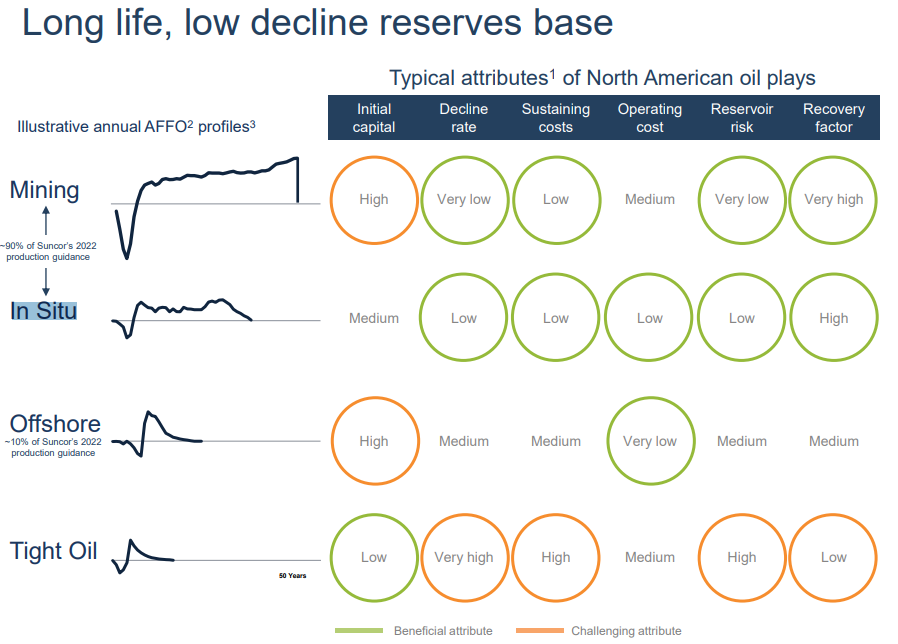 Long life, low decline reserves base
Typical attributes¹ of North American oil plays
Illustrative annual AFFO² profiles³
Initial
capital
Decline
rate
Sustaining
costs
Operating
cost
Reservoir
risk
Recovery
factor
Mining
High
Very low
Low
Medium
Very low
Very high
~90% of Suncor's 2022
production guidance
In Situ
Medium
Low
Low
Low
Low
High
Offshore
~10% of Suncor's 2022
production guidance
High
Medium
Medium
Very low
Medium
Medium
Tight Oil
Low
Very high
High
Medium
High
Low
50 Years
Beneficial attribute
Challenging attribute